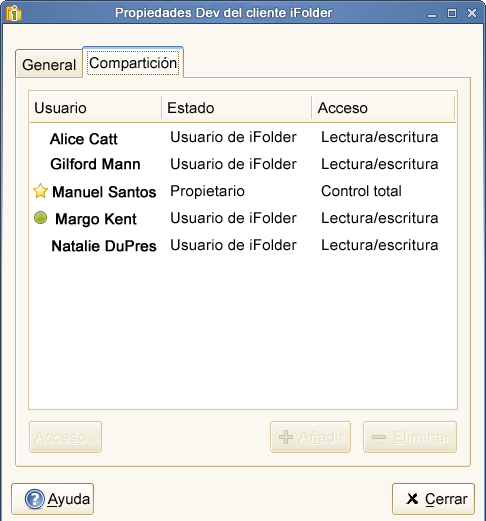 Propiedades Dev del cliente iFolder
General Compartición
Usuario Estado Acceso
Alice Catt Usuario de iFolder Lectura/escritura
Gilford Mann Usuario de iFolder Lectura/escritura
Manuel Santos Propietario Control total
Margo Kent Usuario de iFolder Lectura/escritura
Natalie DuPres Usuario de iFolder Lectura/escritura
Acceso... Añadir Eliminar
Ayuda Cerrar